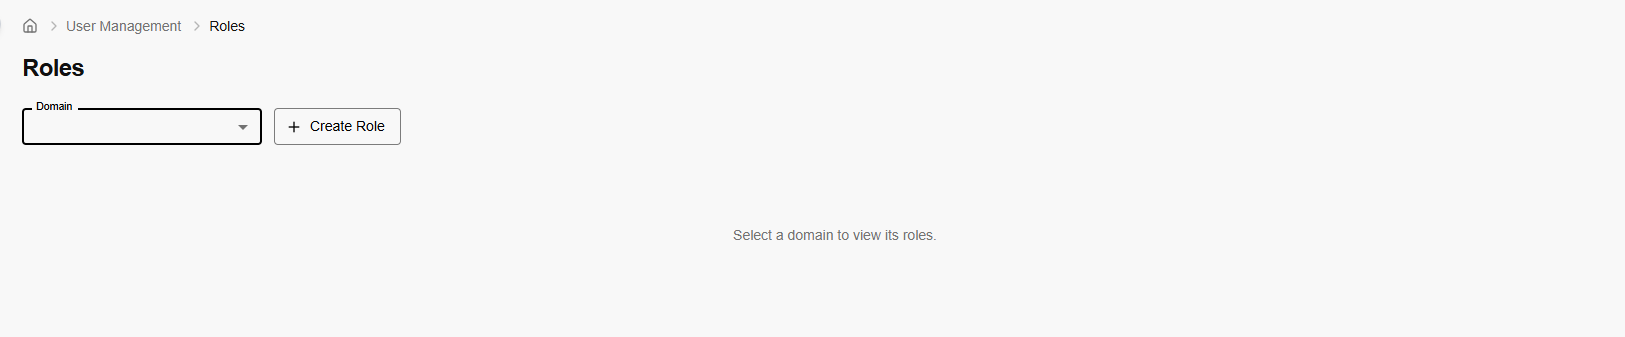 User Management Roles
Roles
Domain
Create Role
Select a domain to view its roles.